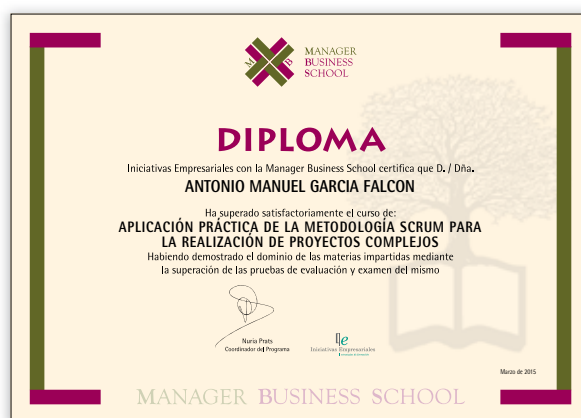 M B
MANAGER
BUSINESS
SCHOOL
DIPLOMA
Iniciativas Empresariales con la Manager Business School certifica que D. / Dña.
ANTONIO MANUEL GARCIA FALCON
Ha superado satisfactoriamente el curso de:
APLICACIÓN PRÁCTICA DE LA METODOLOGÍA SCRUM PARA
LA REALIZACIÓN DE PROYECTOS COMPLEJOS
Habiendo demostrado el dominio de las materias impartidas mediante
la superación de las pruebas de evaluación y examen del mismo
Nuria Prats
Coordinador del Programa
Ie
Iniciativas Empresariales
Marzo de 2015
MANAGER BUSINESS SCHOOL